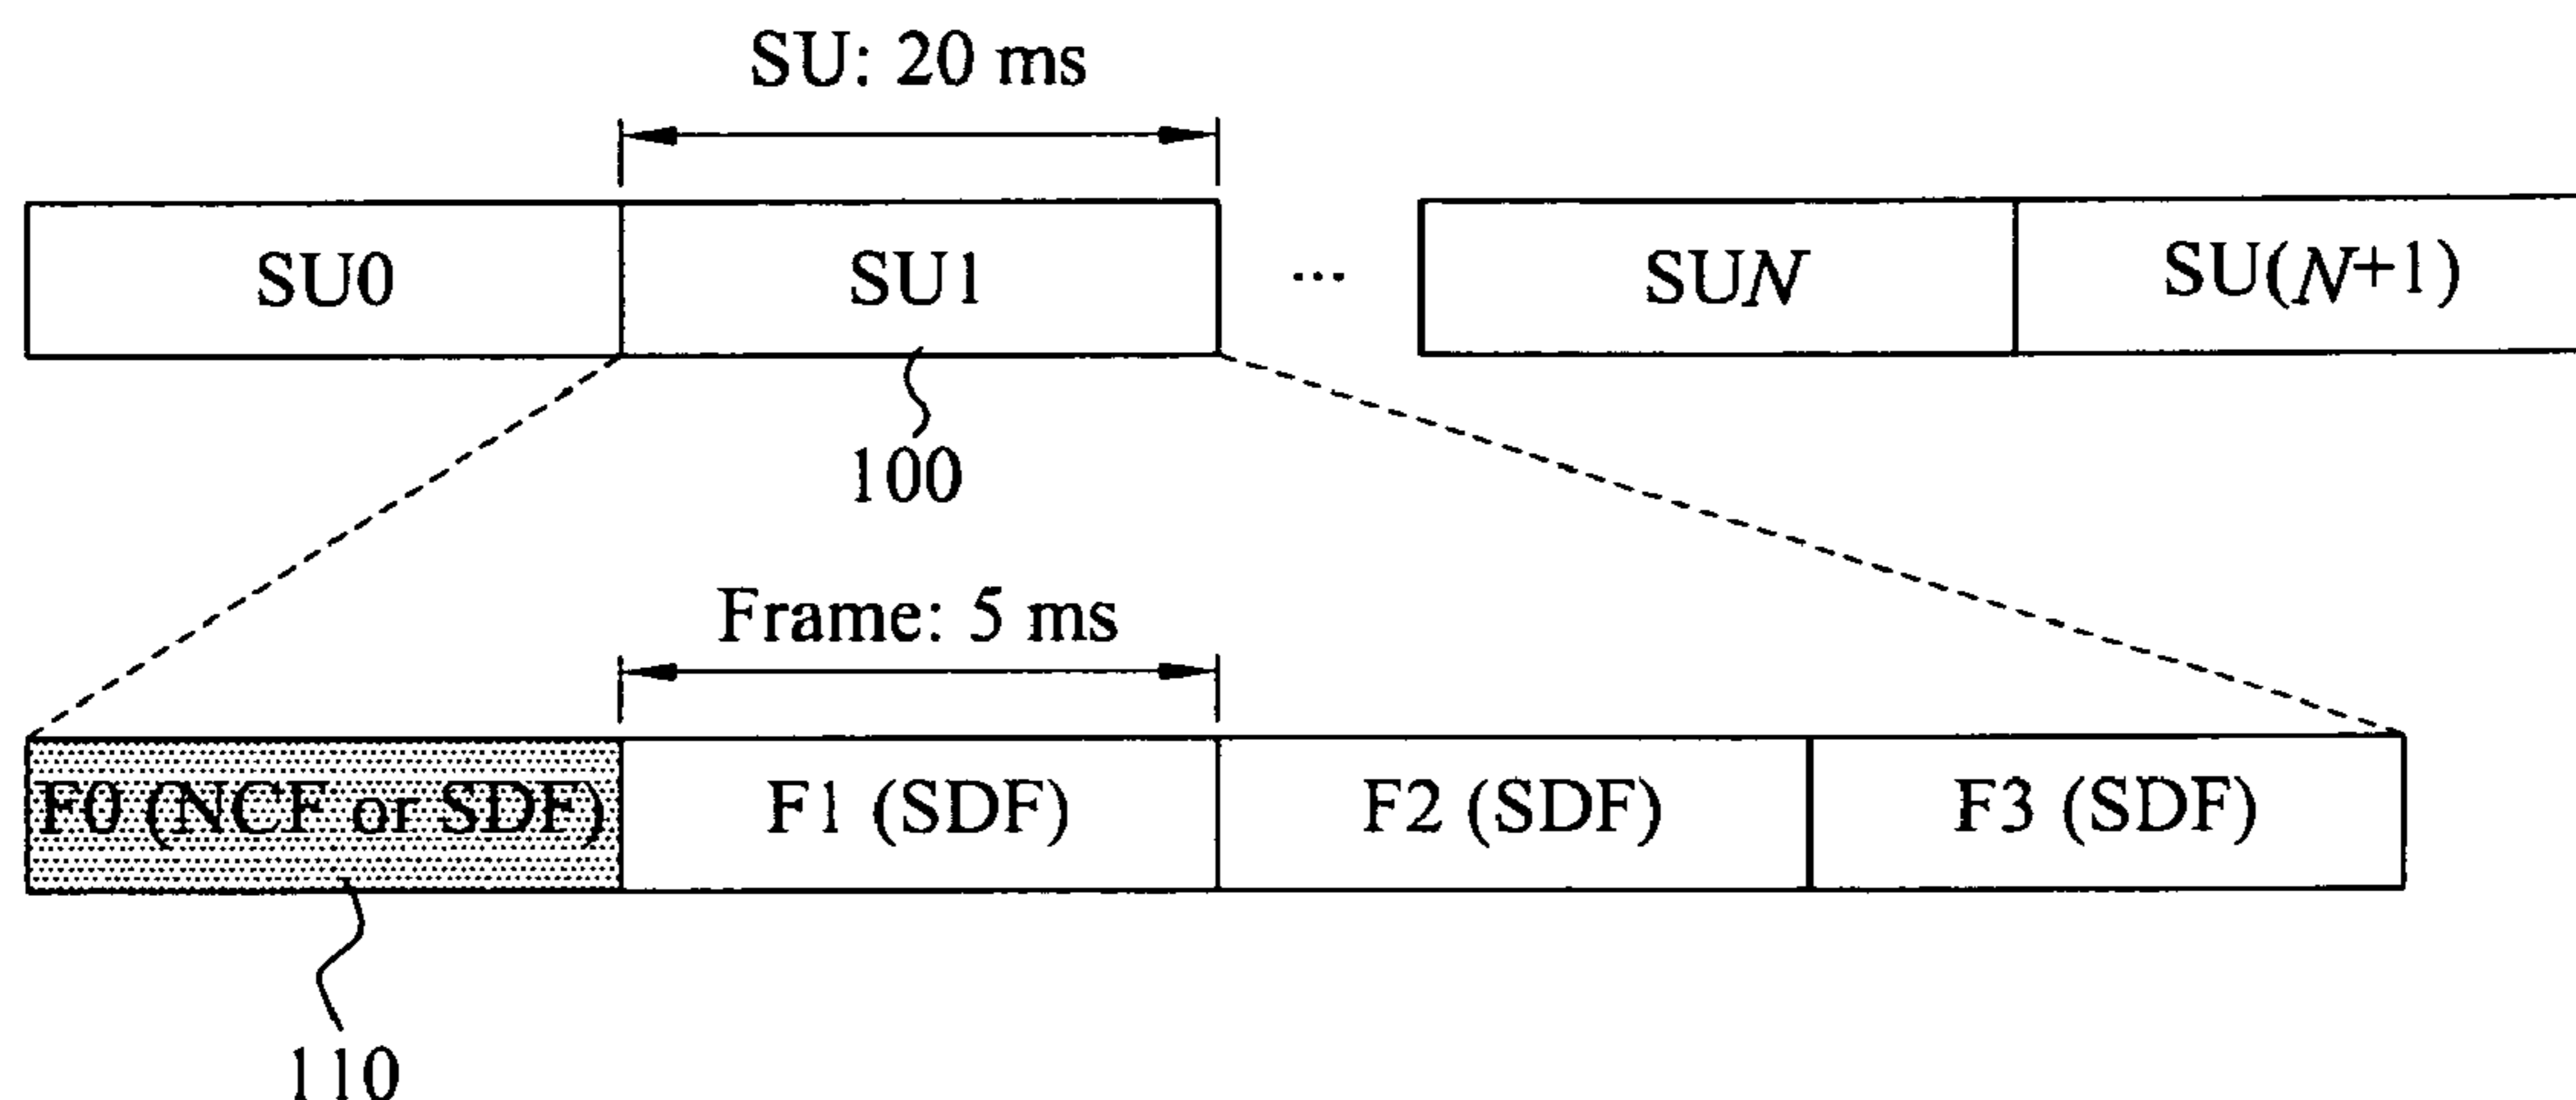 SU: 20 ms
SU0 SU1 ... SUN SU(N+1)
100
Frame: 5 ms
F0 (NCF or SDF) F1 (SDF) F2 (SDF) F3 (SDF)
110